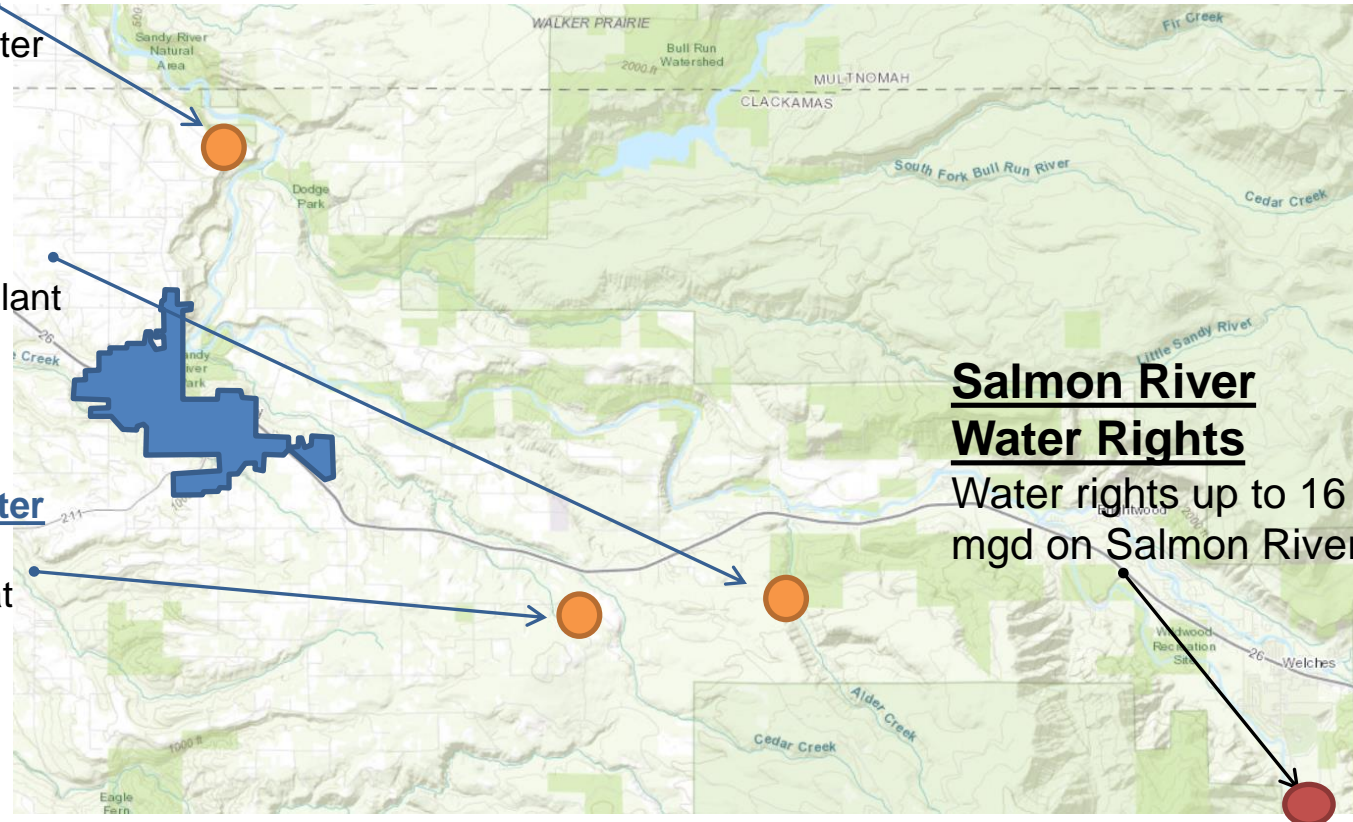 ter
500
Sandy River
Natural
Area
WALKER PRAIRIE
Bull Run
Watershed
2000 ft
Fir Creek
MULTNOMAH
CLACKAMAS
South Fork Bull Run River
Cedar Creek
Dodge
Park
lant
26
Creek
Little Sandy River
Salmon River
Water Rights
Water rights up to 16
mgd on Salmon River
ter
211
at
Wildwood
Recreation
Site
26
Welches
Alder Creek
Cedar Creek
1000 ft
Eagle
Fern